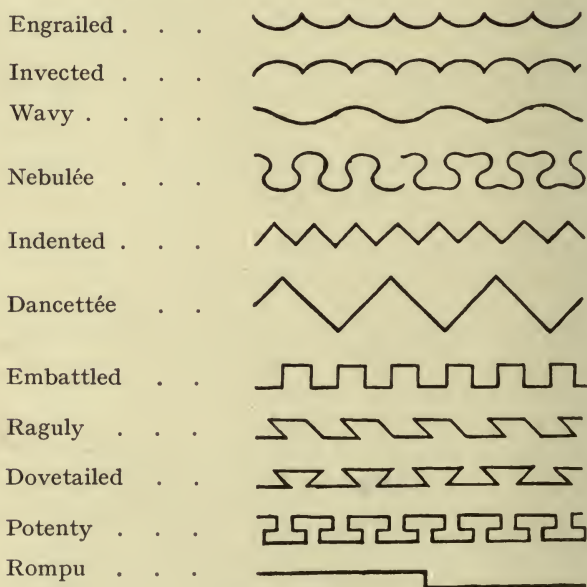 Engrailed . . .
Invected . . .
Wavy . . . .
Nebulée . . .
Indented . . .
Dancettée . .
Embattled . .
Raguly . . .
Dovetailed . .
Potenty . . .
Rompu . . .